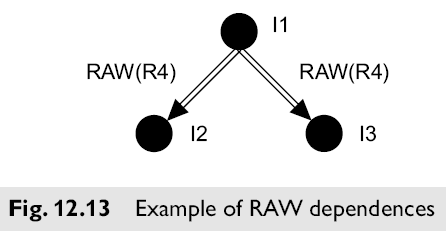 I1
RAW(R4) RAW(R4)
I2 I3
Fig. 12.13 Example of RAW dependences